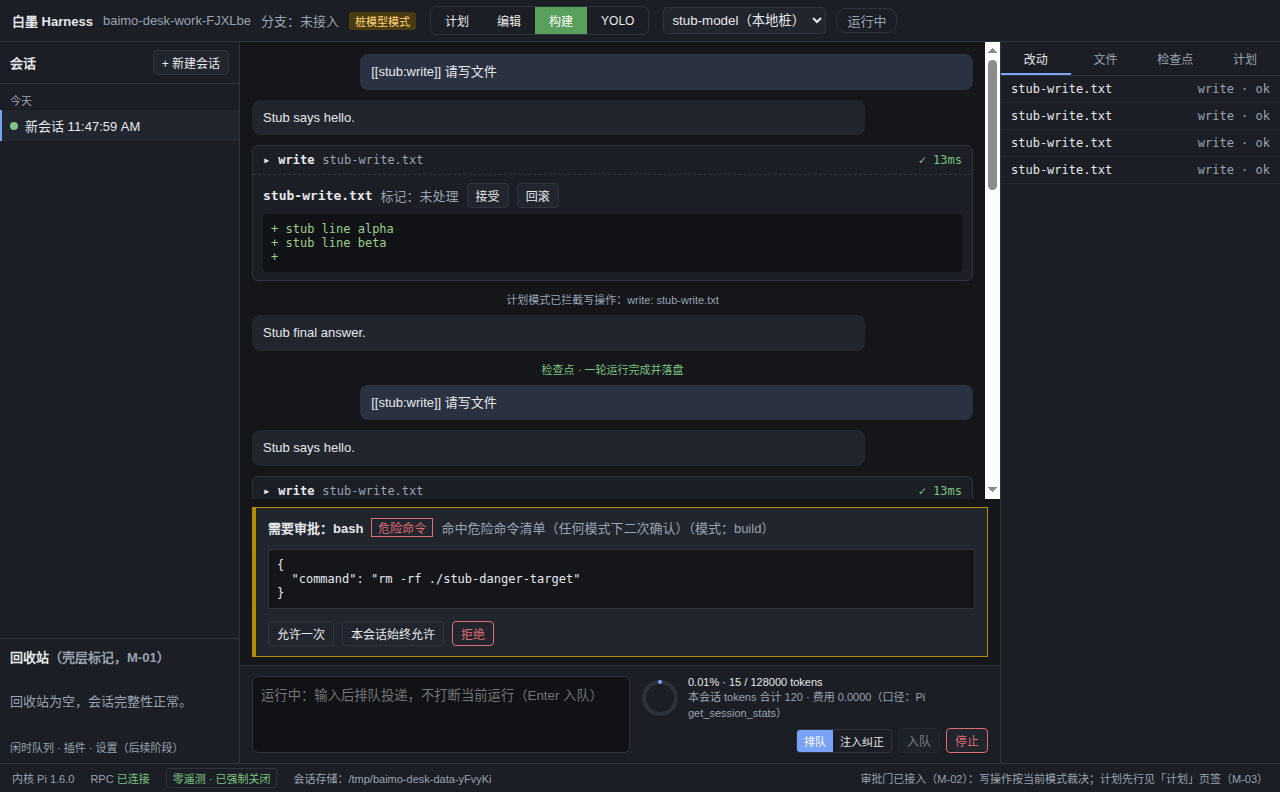 白墨 Harness baimo-desk-work-FJXLbe 分支：未接入 桩模型模式 计划 编辑 构建 YOLO stub-model（本地桩） 运行中
会话 + 新建会话
今天
新会话 11:47:59 AM
回收站（壳层标记，M-01）
回收站为空，会话完整性正常。
闲时队列 · 插件 · 设置（后续阶段）
[[stub:write]] 请写文件
Stub says hello.
▸ write stub-write.txt ✓ 13ms
stub-write.txt 标记：未处理 接受 回滚
+ stub line alpha
+ stub line beta
+
计划模式已拦截写操作：write: stub-write.txt
Stub final answer.
检查点 · 一轮运行完成并落盘
[[stub:write]] 请写文件
Stub says hello.
▸ write stub-write.txt ✓ 13ms
需要审批：bash 危险命令 命中危险命令清单（任何模式下二次确认）（模式：build）
{
"command": "rm -rf ./stub-danger-target"
}
允许一次 本会话始终允许 拒绝
运行中：输入后排队投递，不打断当前运行（Enter 入队）
0.01% · 15 / 128000 tokens
本会话 tokens 合计 120 · 费用 0.0000（口径：Pi
get_session_stats）
排队 注入纠正 入队 停止
改动 文件 检查点 计划
stub-write.txt write · ok
stub-write.txt write · ok
stub-write.txt write · ok
stub-write.txt write · ok
内核 Pi 1.6.0 RPC 已连接 零遥测 · 已强制关闭 会话存储：/tmp/baimo-desk-data-yFvyKi 审批门已接入（M-02）：写操作按当前模式裁决；计划先行见「计划」页签（M-03）